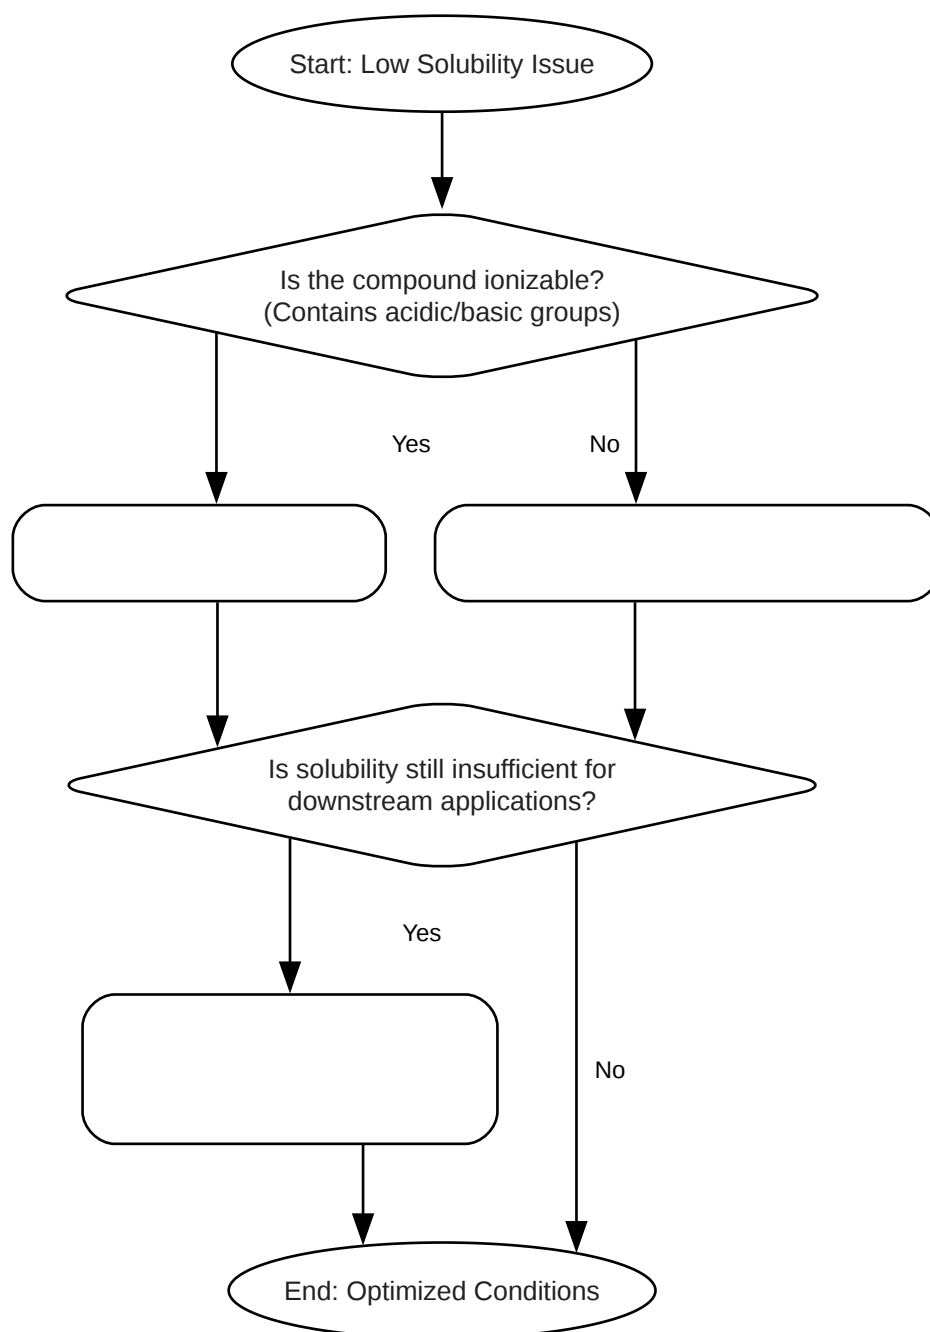 Start: Low Solubility Issue
Is the compound ionizable?
(Contains acidic/basic groups)
Yes
No
Is solubility still insufficient for
downstream applications?
Yes
No
End: Optimized Conditions